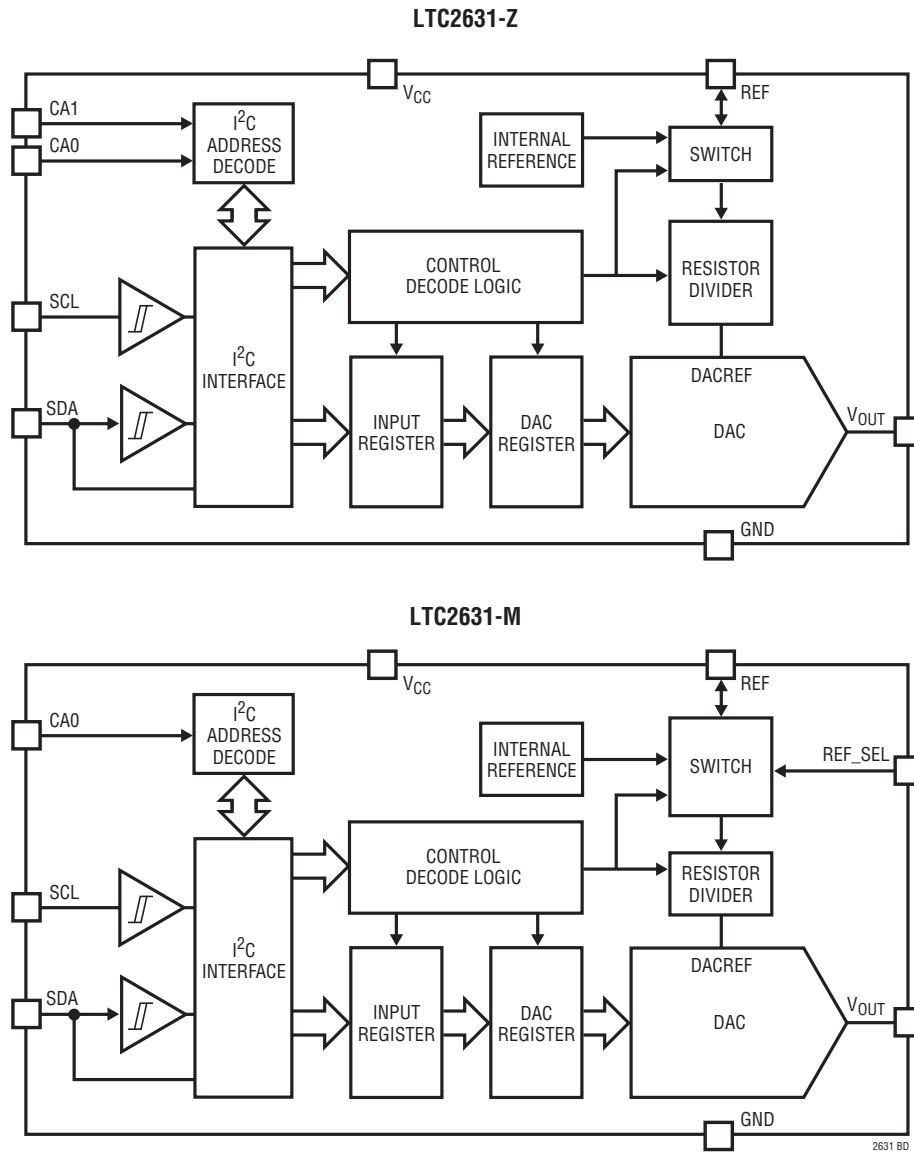 LTC2631-Z
V_CC
REF
CA1
CA0
I²C
ADDRESS
DECODE
INTERNAL
REFERENCE
SWITCH
SCL
CONTROL
DECODE LOGIC
RESISTOR
DIVIDER
I²C
INTERFACE
SDA
INPUT
REGISTER
DAC
REGISTER
DACREF
DAC
V_OUT
GND
LTC2631-M
V_CC
REF
CA0
I²C
ADDRESS
DECODE
INTERNAL
REFERENCE
SWITCH
REF_SEL
SCL
CONTROL
DECODE LOGIC
RESISTOR
DIVIDER
I²C
INTERFACE
SDA
INPUT
REGISTER
DAC
REGISTER
DACREF
DAC
V_OUT
GND
2631 BD